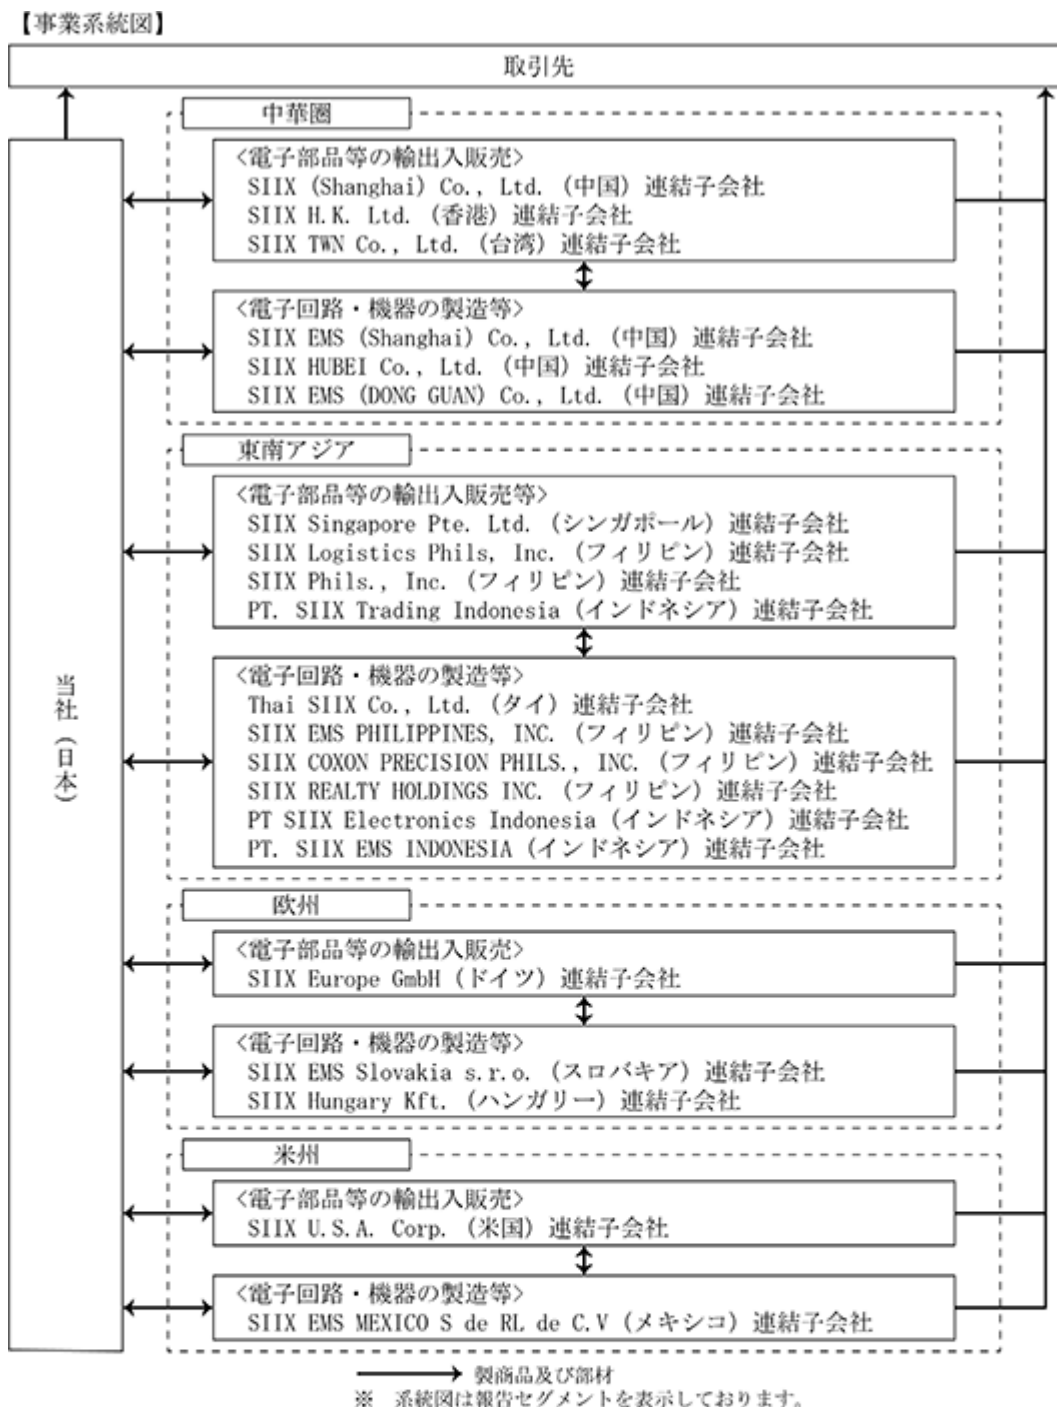 【事業系統図】
取引先
当社（日本）
中華圏
<電子部品等の輸出入販売>
SIIX (Shanghai) Co., Ltd. (中国) 連結子会社
SIIX H.K. Ltd. (香港) 連結子会社
SIIX TWN Co., Ltd. (台湾) 連結子会社
<電子回路・機器の製造等>
SIIX EMS (Shanghai) Co., Ltd. (中国) 連結子会社
SIIX HUBEI Co., Ltd. (中国) 連結子会社
SIIX EMS (DONG GUAN) Co., Ltd. (中国) 連結子会社
東南アジア
<電子部品等の輸出入販売等>
SIIX Singapore Pte. Ltd. (シンガポール) 連結子会社
SIIX Logistics Phils, Inc. (フィリピン) 連結子会社
SIIX Phils., Inc. (フィリピン) 連結子会社
PT. SIIX Trading Indonesia (インドネシア) 連結子会社
<電子回路・機器の製造等>
Thai SIIX Co., Ltd. (タイ) 連結子会社
SIIX EMS PHILIPPINES, INC. (フィリピン) 連結子会社
SIIX COXON PRECISION PHILS., INC. (フィリピン) 連結子会社
SIIX REALTY HOLDINGS INC. (フィリピン) 連結子会社
PT SIIX Electronics Indonesia (インドネシア) 連結子会社
PT. SIIX EMS INDONESIA (インドネシア) 連結子会社
欧州
<電子部品等の輸出入販売>
SIIX Europe GmbH (ドイツ) 連結子会社
<電子回路・機器の製造等>
SIIX EMS Slovakia s.r.o. (スロバキア) 連結子会社
SIIX Hungary Kft. (ハンガリー) 連結子会社
米州
<電子部品等の輸出入販売>
SIIX U.S.A. Corp. (米国) 連結子会社
<電子回路・機器の製造等>
SIIX EMS MEXICO S de RL de C.V (メキシコ) 連結子会社
製商品及び部材
※　系統図は報告セグメントを表示しております。